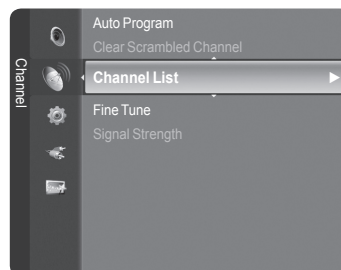 Channel
Auto Program
Clear Scrambled Channel
Channel List
Fine Tune
Signal Strength